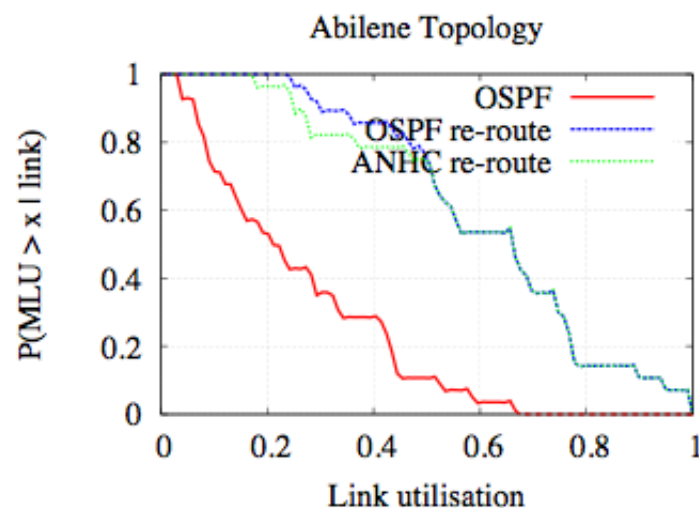 Abilene Topology
P(MLU > x | link)
1
0.8
0.6
0.4
0.2
0
OSPF
OSPF re-route
ANHC re-route
0 0.2 0.4 0.6 0.8 1
Link utilisation